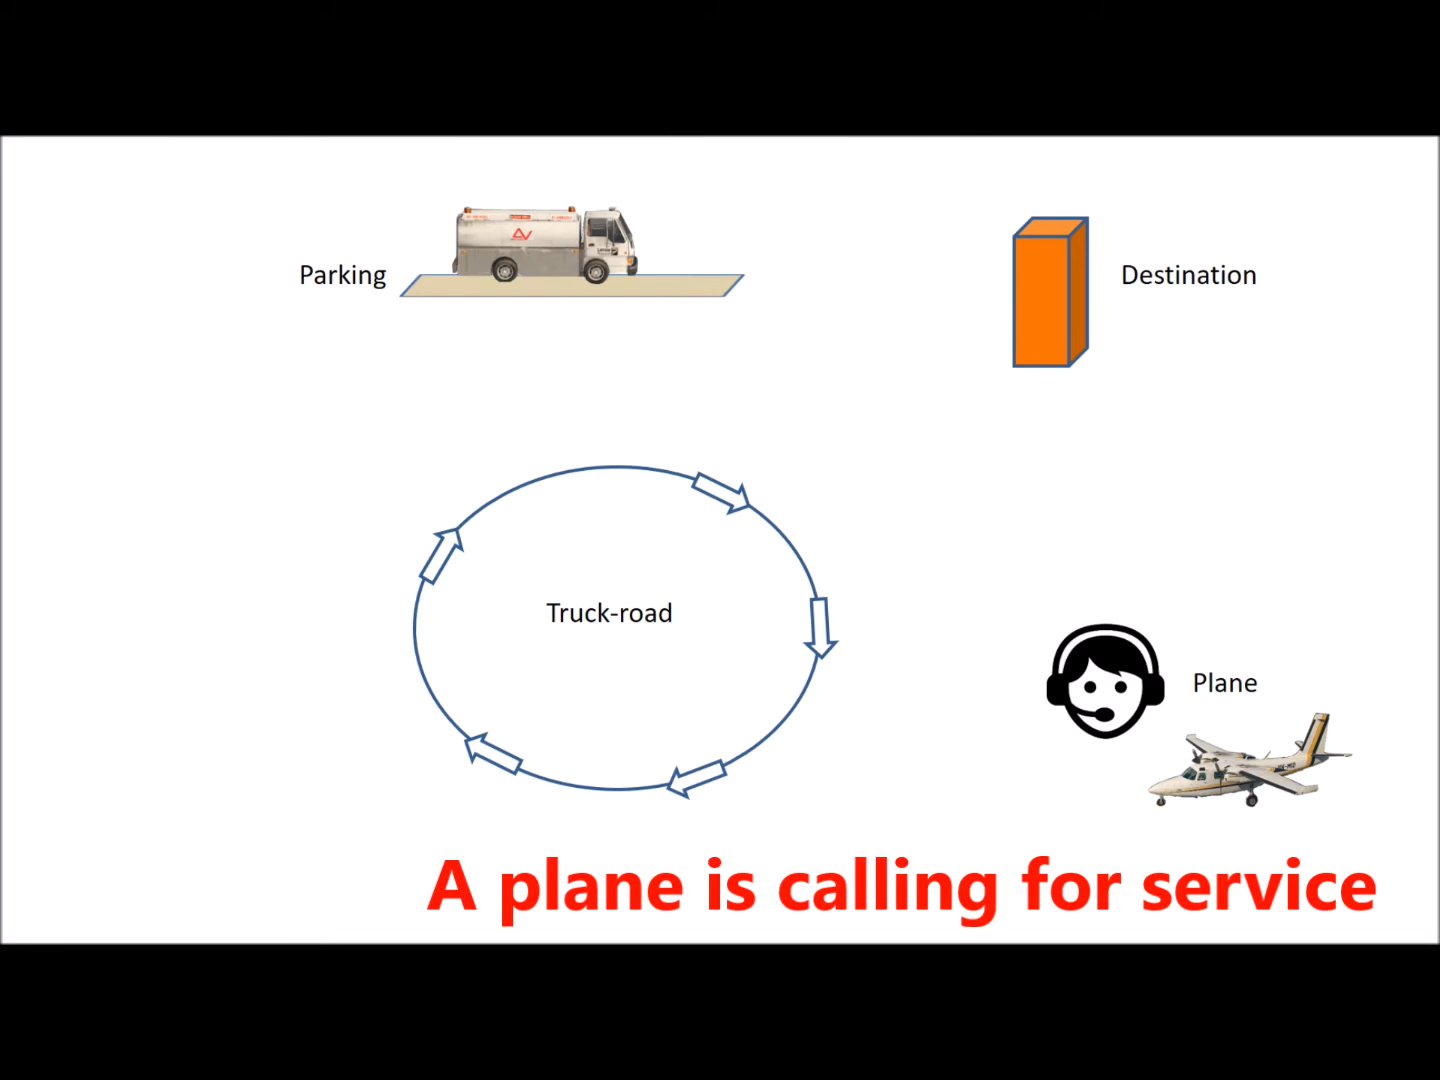 Parking
Destination
Truck-road
Plane
A plane is calling for service